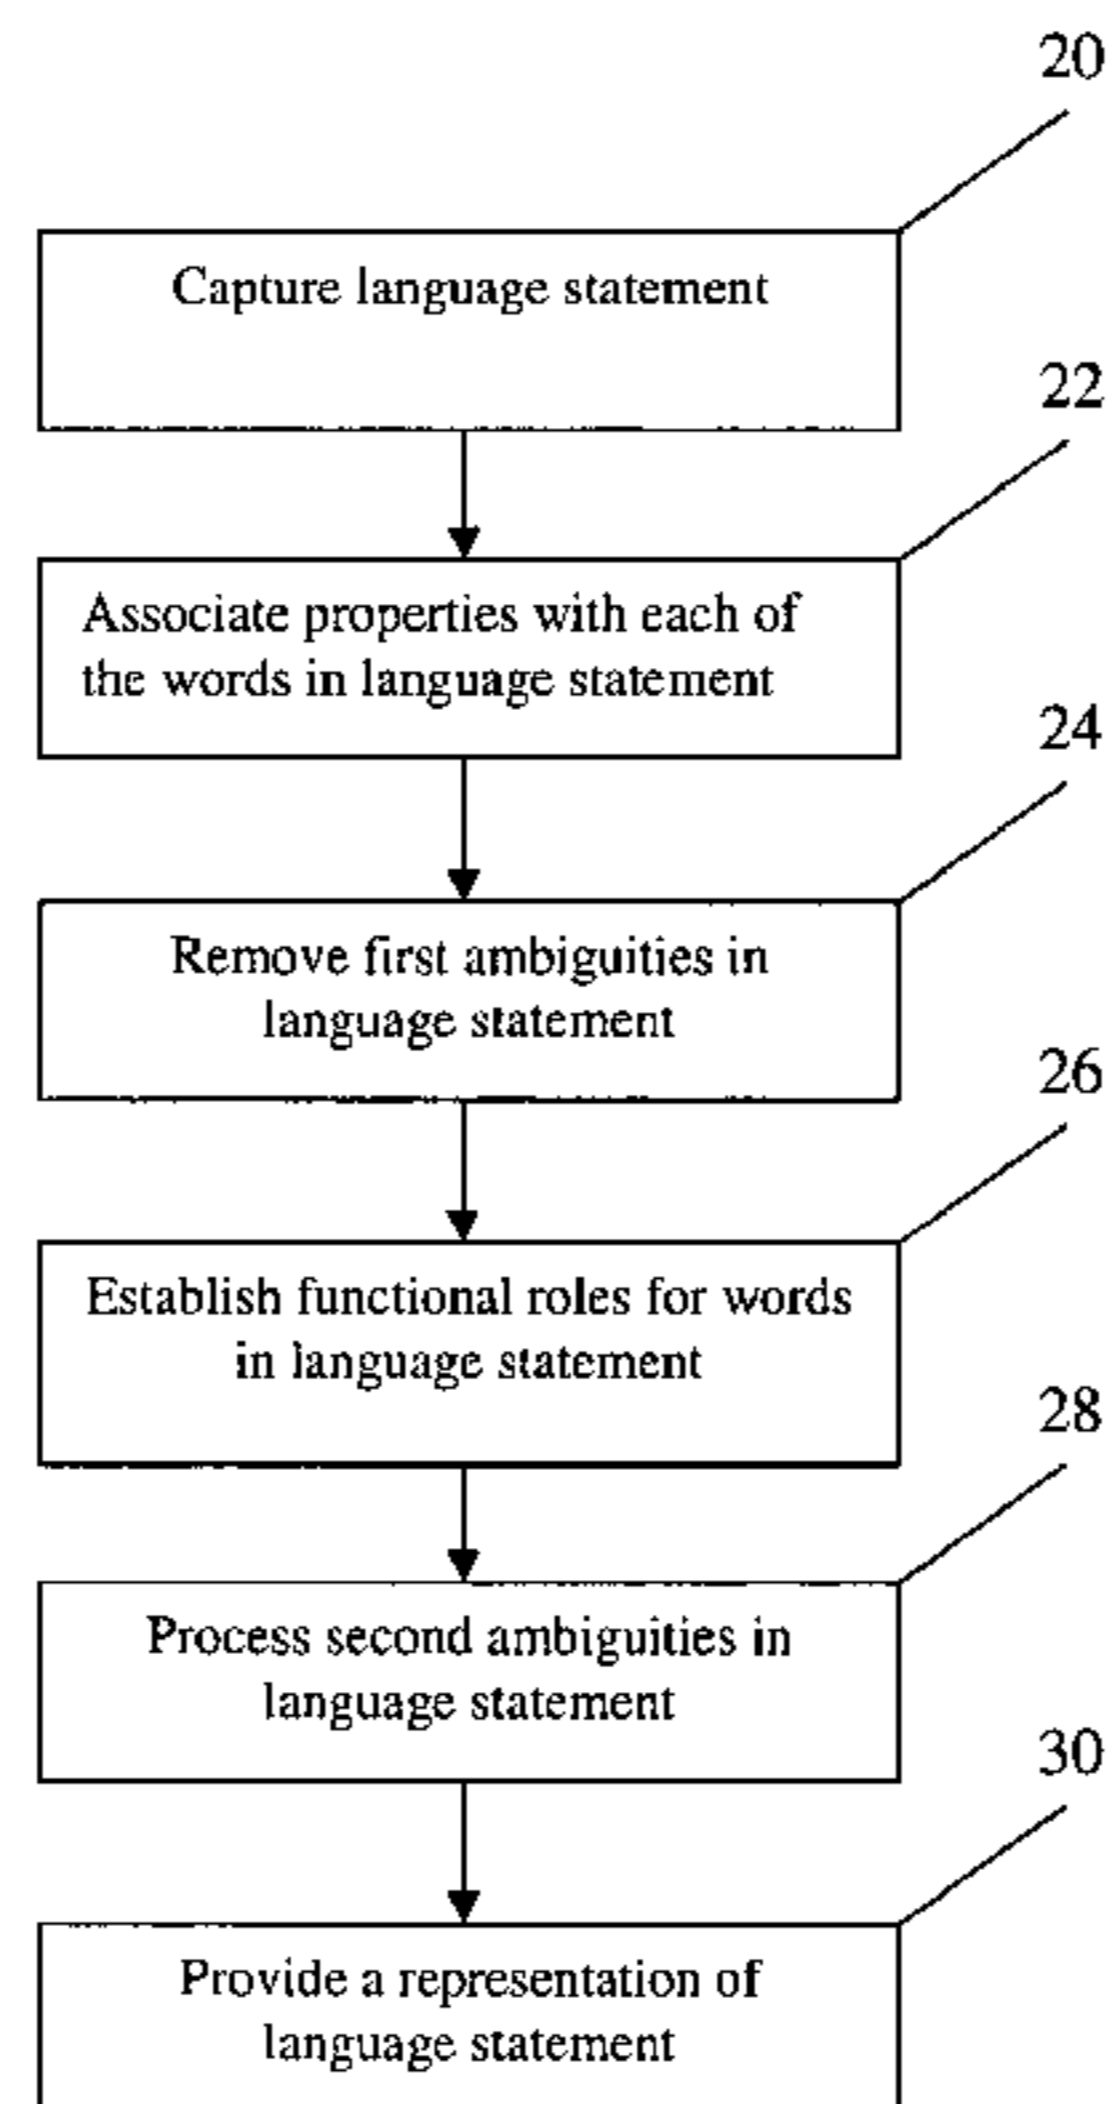 20
Capture language statement
22
Associate properties with each of
the words in language statement
24
Remove first ambiguities in
language statement
26
Establish functional roles for words
in language statement
28
Process second ambiguities in
language statement
30
Provide a representation of
language statement